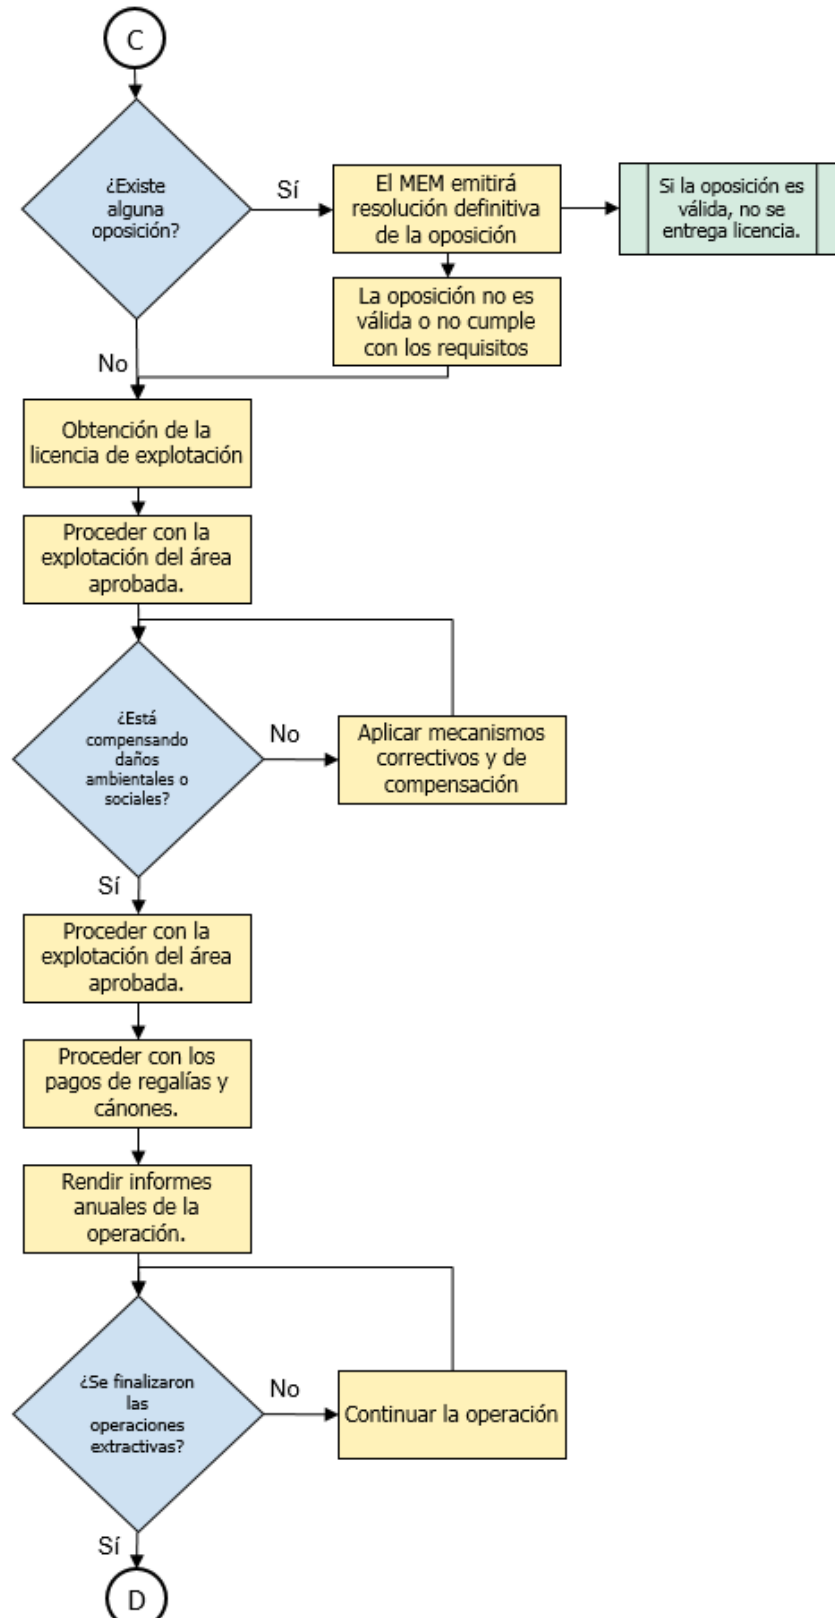 C
¿Existe
alguna
oposición?
Sí
El MEM emitirá
resolución definitiva
de la oposición
Si la oposición es
válida, no se
entrega licencia.
La oposición no es
válida o no cumple
con los requisitos
No
Obtención de la
licencia de explotación
Proceder con la
explotación del área
aprobada.
¿Está
compensando
daños
ambientales o
sociales?
No
Aplicar mecanismos
correctivos y de
compensación
Sí
Proceder con la
explotación del área
aprobada.
Proceder con los
pagos de regalías y
cánones.
Rendir informes
anuales de la
operación.
¿Se finalizaron
las
operaciones
extractivas?
No
Continuar la operación
Sí
D